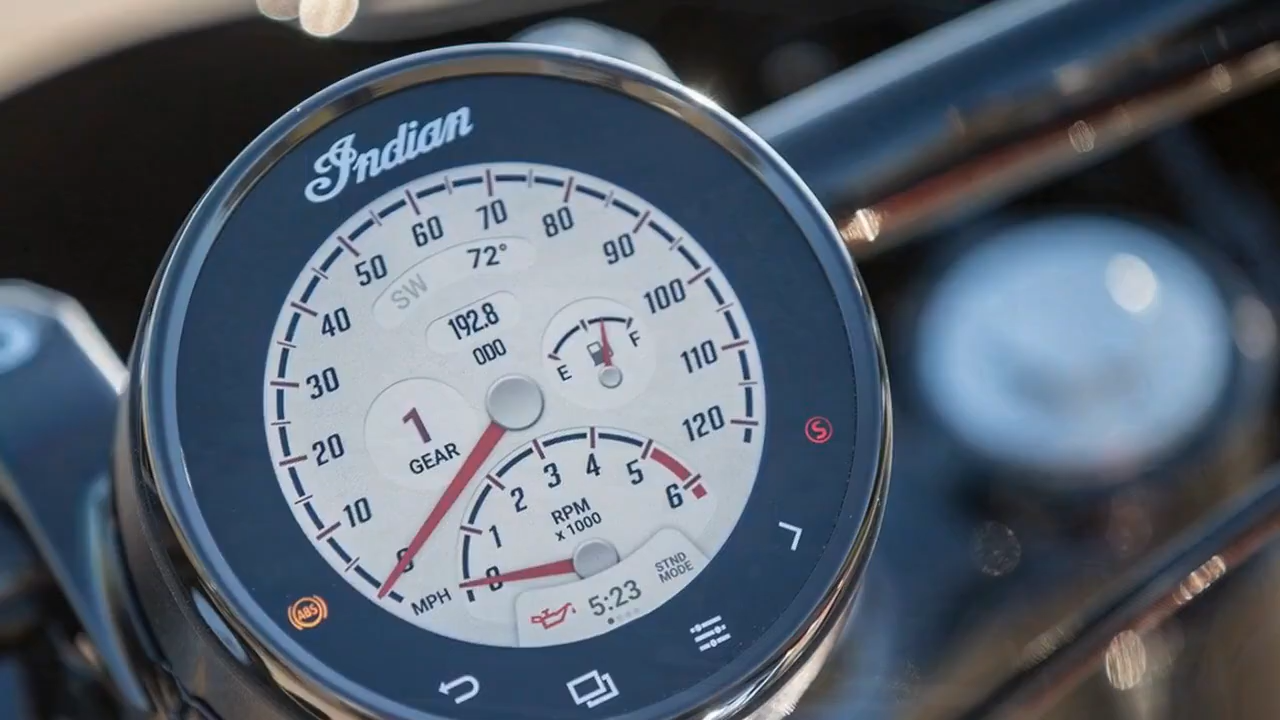 Indian
60 70 80
50 90
SW 72°
40 100
192.8
ODO
E F
30 110
1
GEAR
20 120
10
0
MPH
0 1 2 3 4 5 6
RPM
x 1000
STND
MODE
5:23
ABS
S